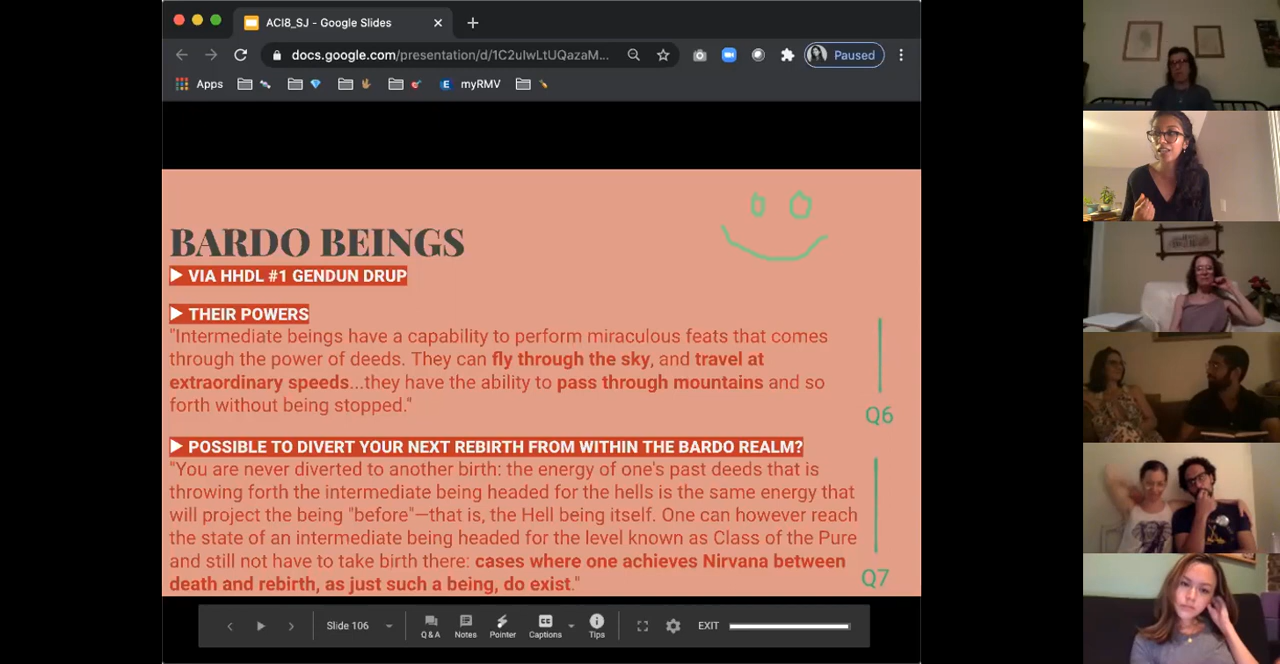 ACI8_SJ - Google Slides
docs.google.com/presentation/d/1C2ulwLtUQazaM...
Paused
Apps
myRMV
BARDO BEINGS
▶ VIA HHDL #1 GENDUN DRUP
▶ THEIR POWERS
"Intermediate beings have a capability to perform miraculous feats that comes
through the power of deeds. They can fly through the sky, and travel at
extraordinary speeds...they have the ability to pass through mountains and so
forth without being stopped."
Q6
▶ POSSIBLE TO DIVERT YOUR NEXT REBIRTH FROM WITHIN THE BARDO REALM?
"You are never diverted to another birth: the energy of one's past deeds that is
throwing forth the intermediate being headed for the hells is the same energy that
will project the being "before"—that is, the Hell being itself. One can however reach
the state of an intermediate being headed for the level known as Class of the Pure
and still not have to take birth there: cases where one achieves Nirvana between
death and rebirth, as just such a being, do exist."
Q7
Slide 106
Q & A
Notes
Pointer
Captions
Tips
EXIT